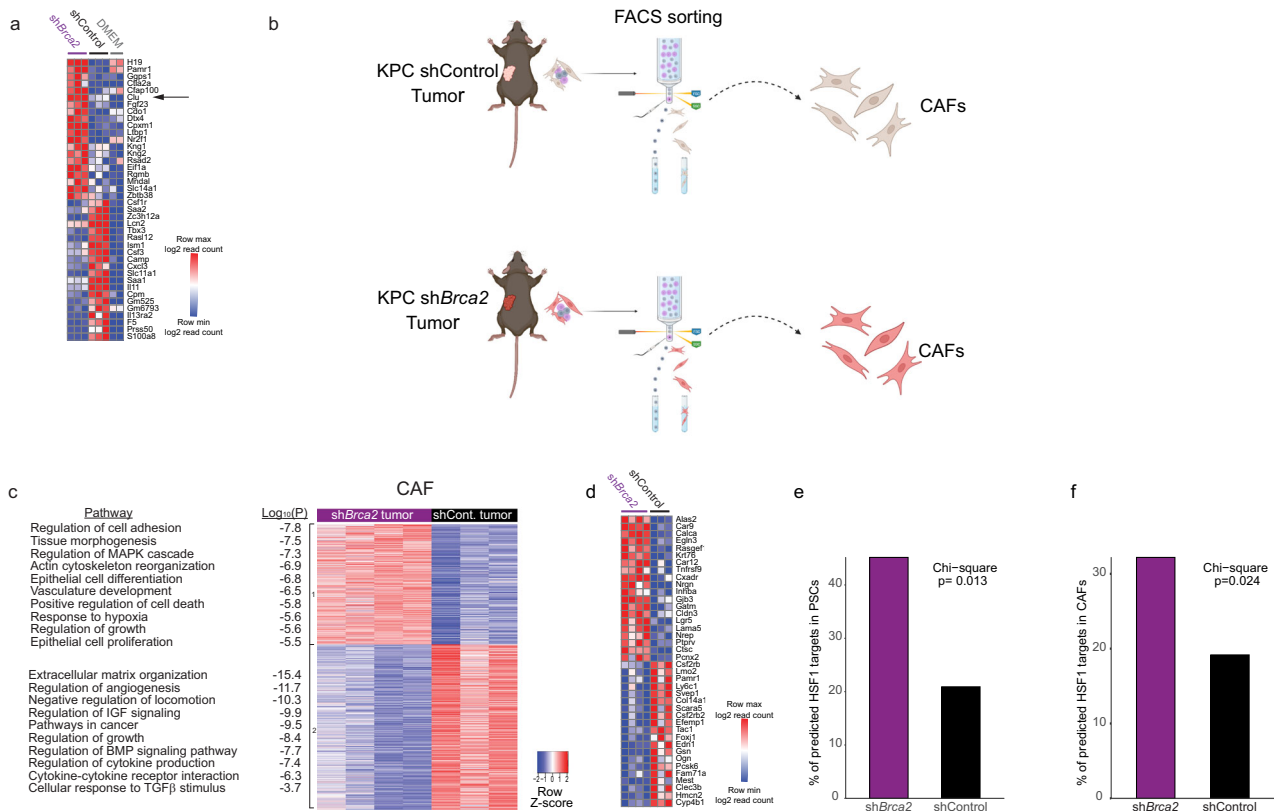 a
shBrca2
shControl
DMEM
H19
Pamr1
Ggps1
Ctla2a
Cfap100
Clu
Fgf23
Cdo1
Dtx4
Cpxm1
Ltbp1
Nr2f1
Kng1
Kng2
Rsad2
Eif1a
Rgmb
Mndal
Slc14a1
Zbtb38
Csf1r
Saa2
Zc3h12a
Lcn2
Tbx3
Rasl12
Ism1
Csf3
Camp
Cxcl3
Slc11a1
Saa1
Il11
Cpm
Gm525
Gm6793
Il13ra2
F5
Prss50
S100a8
Row max
log2 read count
Row min
log2 read count
b
FACS sorting
KPC shControl
Tumor
CAFs
KPC shBrca2
Tumor
CAFs
c
CAF
Pathway
Log₁₀(P)
shBrca2 tumor
shCont. tumor
Regulation of cell adhesion -7.8
Tissue morphogenesis -7.5
Regulation of MAPK cascade -7.3
Actin cytoskeleton reorganization -6.9
Epithelial cell differentiation -6.8
Vasculature development -6.5
Positive regulation of cell death -5.8
Response to hypoxia -5.6
Regulation of growth -5.6
Epithelial cell proliferation -5.5
1
Extracellular matrix organization -15.4
Regulation of angiogenesis -11.7
Negative regulation of locomotion -10.3
Regulation of IGF signaling -9.9
Pathways in cancer -9.5
Regulation of growth -8.4
Regulation of BMP signaling pathway -7.7
Regulation of cytokine production -7.4
Cytokine-cytokine receptor interaction -6.3
Cellular response to TGFβ stimulus -3.7
2
-2 -1 0 1 2
Row
Z-score
d
shBrca2
shControl
Alas2
Car9
Calca
Egln3
Rasgef
Krt76
Car12
Tnfrsf9
Cxadr
Nrgn
Inhba
Gjb3
Gatm
Cldn3
Lgr5
Lama5
Nrep
Ptprv
Ctsc
Pcnx2
Csf2rb
Lmo2
Pamr1
Ly6c1
Svep1
Col14a1
Scara5
Csf2rb2
Efemp1
Tac1
Foxj1
Edn1
Gsn
Ogn
Pcsk6
Fam71a
Mest
Clec3b
Hmcn2
Cyp4b1
Row max
log2 read count
Row min
log2 read count
e
Chi−square
p= 0.013
% of predicted HSF1 targets in PSCs
40
30
20
10
0
shBrca2
shControl
f
Chi−square
p=0.024
% of predicted HSF1 targets in CAFs
30
20
10
0
shBrca2
shControl